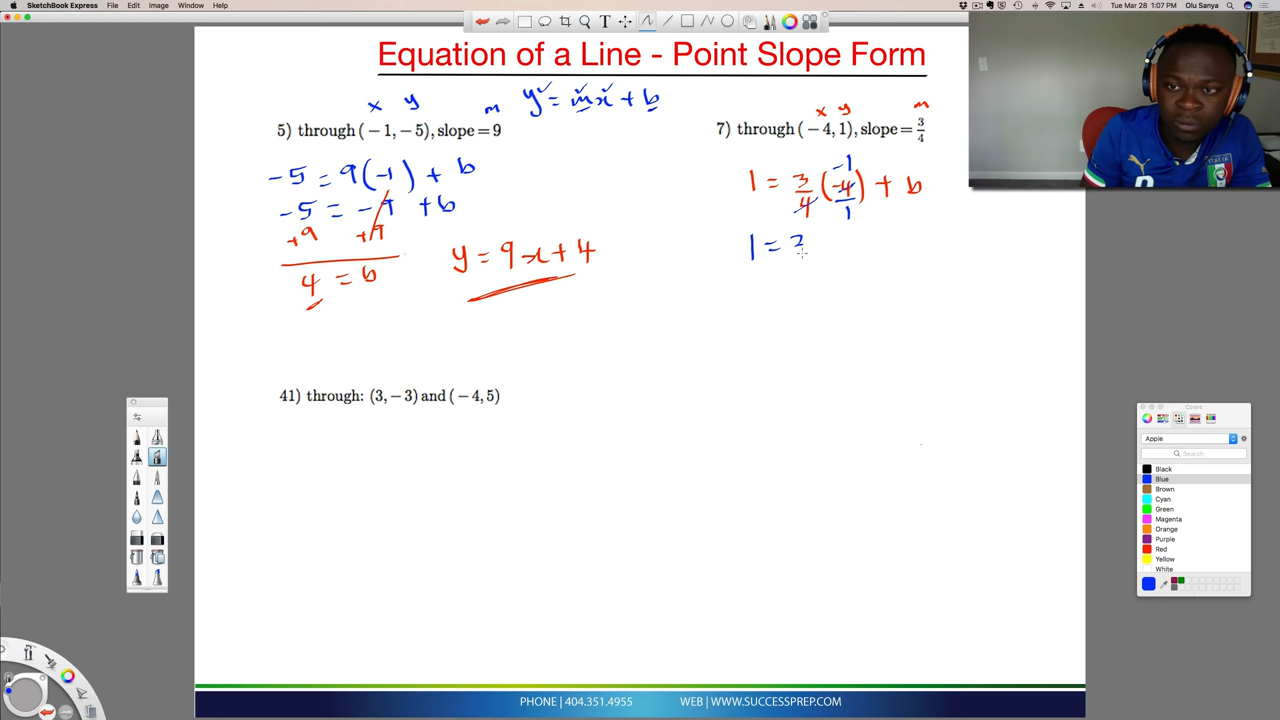 SketchBook Express File Edit Image Window Help
Tue Mar 28 1:07 PM Olu Sanya
Equation of a Line - Point Slope Form
y = mx + b
x y m
5) through (−1, −5), slope = 9
-5 = 9(-1) + b
-5 = -9 + b
+9 +9
4 = b
y = 9x + 4
x y m
7) through (−4, 1), slope = 3/4
-1
1 = 3/4 (-4/1) + b
1
1 = 3
41) through: (3, −3) and (−4, 5)
Colors
Apple
Search
Black
Blue
Brown
Cyan
Green
Magenta
Orange
Purple
Red
Yellow
White
PHONE | 404.351.4955 WEB | WWW.SUCCESSPREP.COM